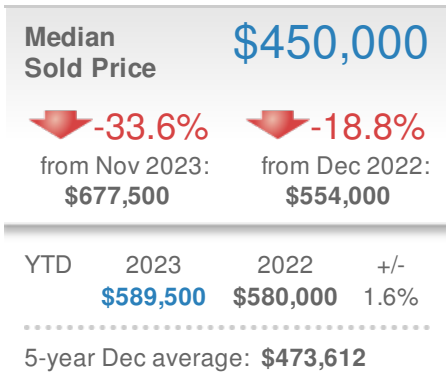 Median
Sold Price
$450,000
-33.6% -18.8%
from Nov 2023: from Dec 2022:
$677,500 $554,000
YTD 2023 2022 +/-
$589,500 $580,000 1.6%
5-year Dec average: $473,612